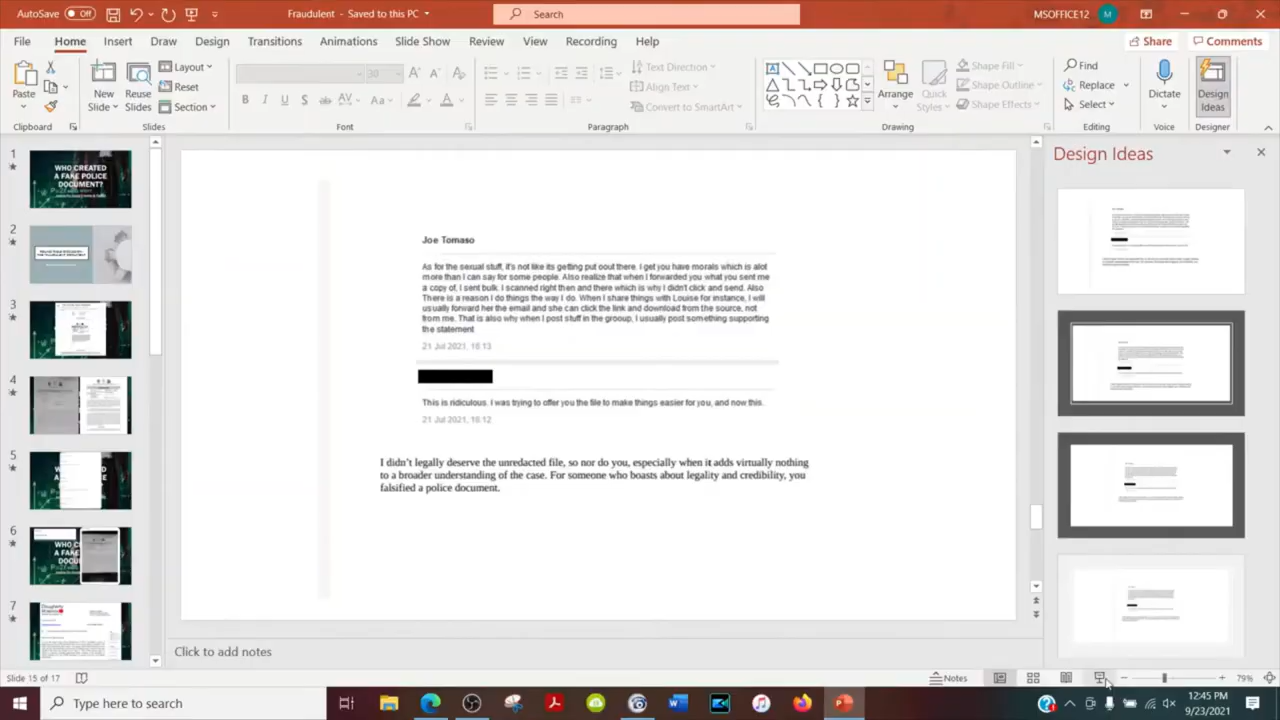 AutoSave Off Fraudulent - Saved to this PC Search MSOFFICE12 M
File Home Insert Draw Design Transitions Animations Slide Show Review View Recording Help Share Comments
Paste New Slide Reuse Slides Layout Reset Section 30 Text Direction Align Text Convert to SmartArt Arrange Quick Styles Shape Fill Shape Outline Shape Effects Find Replace Select Dictate Design Ideas
Clipboard Slides Font Paragraph Drawing Editing Voice Designer
1
WHO CREATED
A FAKE POLICE
DOCUMENT?
2
4
6
7
Joe Tomaso
As for the sexual stuff, it's not like its getting put oout there. I get you have morals which is alot
more than I can say for some people. Also realize that when I forwarded you what you sent me
a copy of, I sent bulk. I scanned right then and there which is why I didn't click and send. Also
There is a reason I do things the way I do. When I share things with Louise for instance, I will
usually forward her the email and she can click the link and download from the source, not
from me. That is also why when I post stuff in the group, I usually post something supporting
the statement
21 Jul 2021, 16:13
This is ridiculous. I was trying to offer you the file to make things easier for you, and now this.
21 Jul 2021, 16:12
I didn't legally deserve the unredacted file, so nor do you, especially when it adds virtually nothing
to a broader understanding of the case. For someone who boasts about legality and credibility, you
falsified a police document.
Design Ideas
Click to add notes
Slide 15 of 17 Notes 79%
Type here to search
12:45 PM
9/23/2021